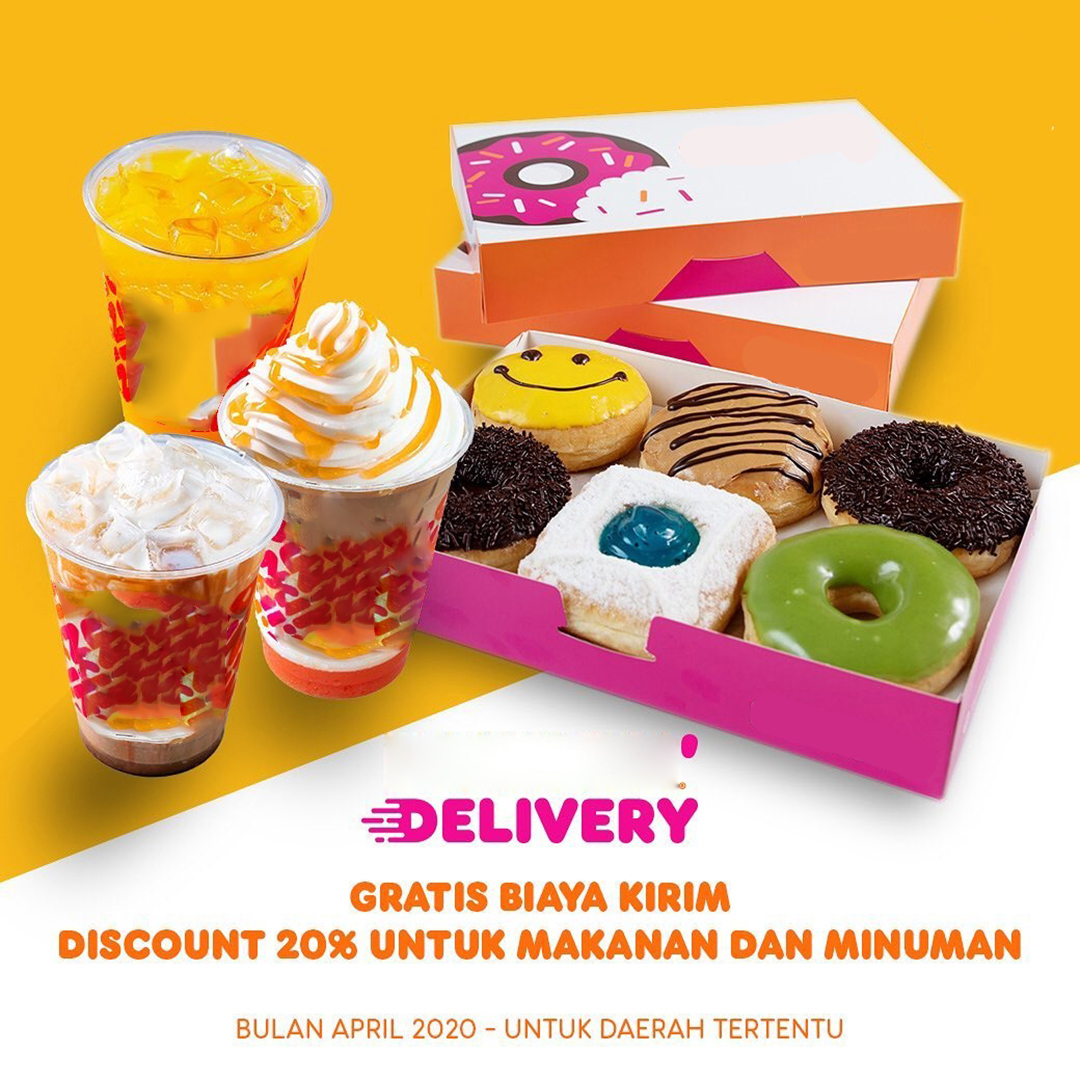 DELIVERY
GRATIS BIAYA KIRIM
DISCOUNT 20% UNTUK MAKANAN DAN MINUMAN
BULAN APRIL 2020 - UNTUK DAERAH TERTENTU